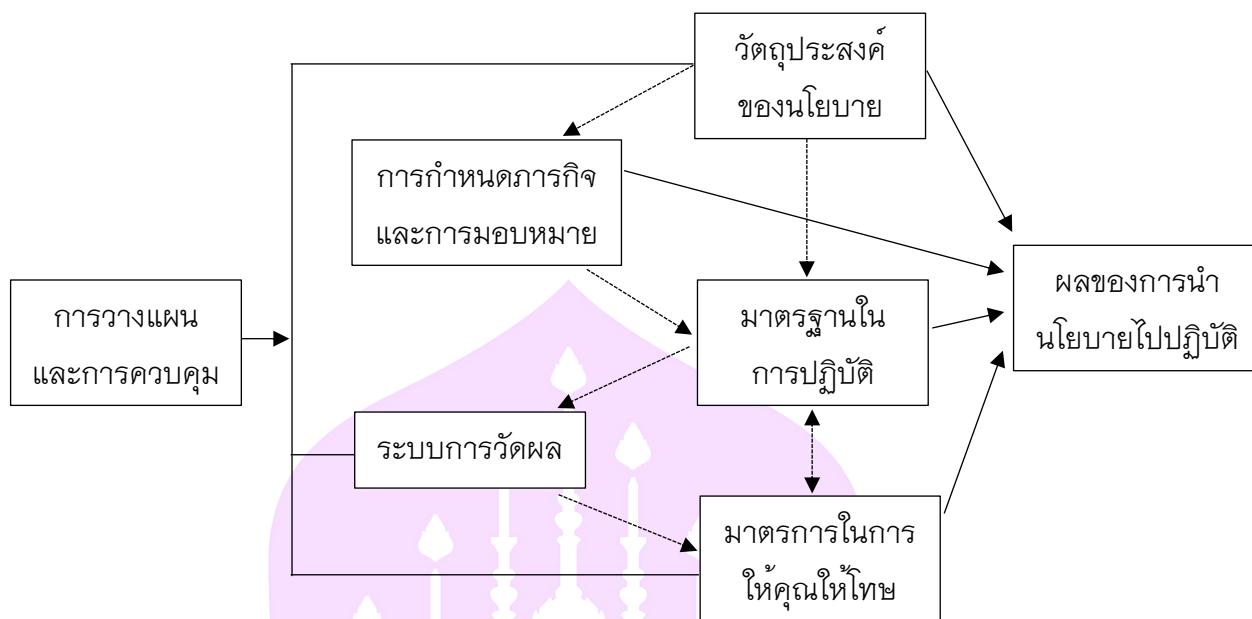 วัตถุประสงค์
ของนโยบาย
การกำหนดภารกิจ
และการมอบหมาย
การวางแผน
และการควบคุม
มาตรฐานใน
การปฏิบัติ
ผลของการนำ
นโยบายไปปฏิบัติ
ระบบการวัดผล
มาตรการในการ
ให้คุณให้โทษ